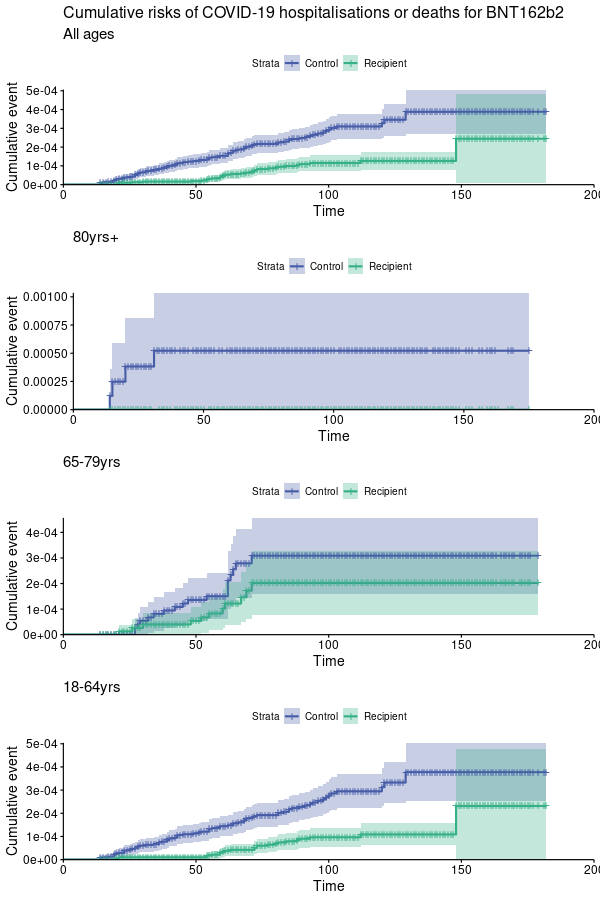 Cumulative risks of COVID-19 hospitalisations or deaths for BNT162b2
All ages
Strata Control Recipient
Cumulative event
5e-04
4e-04
3e-04
2e-04
1e-04
0e+00
0 50 100 150 200
Time
80yrs+
Strata Control Recipient
Cumulative event
0.00100
0.00075
0.00050
0.00025
0.00000
0 50 100 150 200
Time
65-79yrs
Strata Control Recipient
Cumulative event
4e-04
3e-04
2e-04
1e-04
0e+00
0 50 100 150 200
Time
18-64yrs
Strata Control Recipient
Cumulative event
5e-04
4e-04
3e-04
2e-04
1e-04
0e+00
0 50 100 150 200
Time